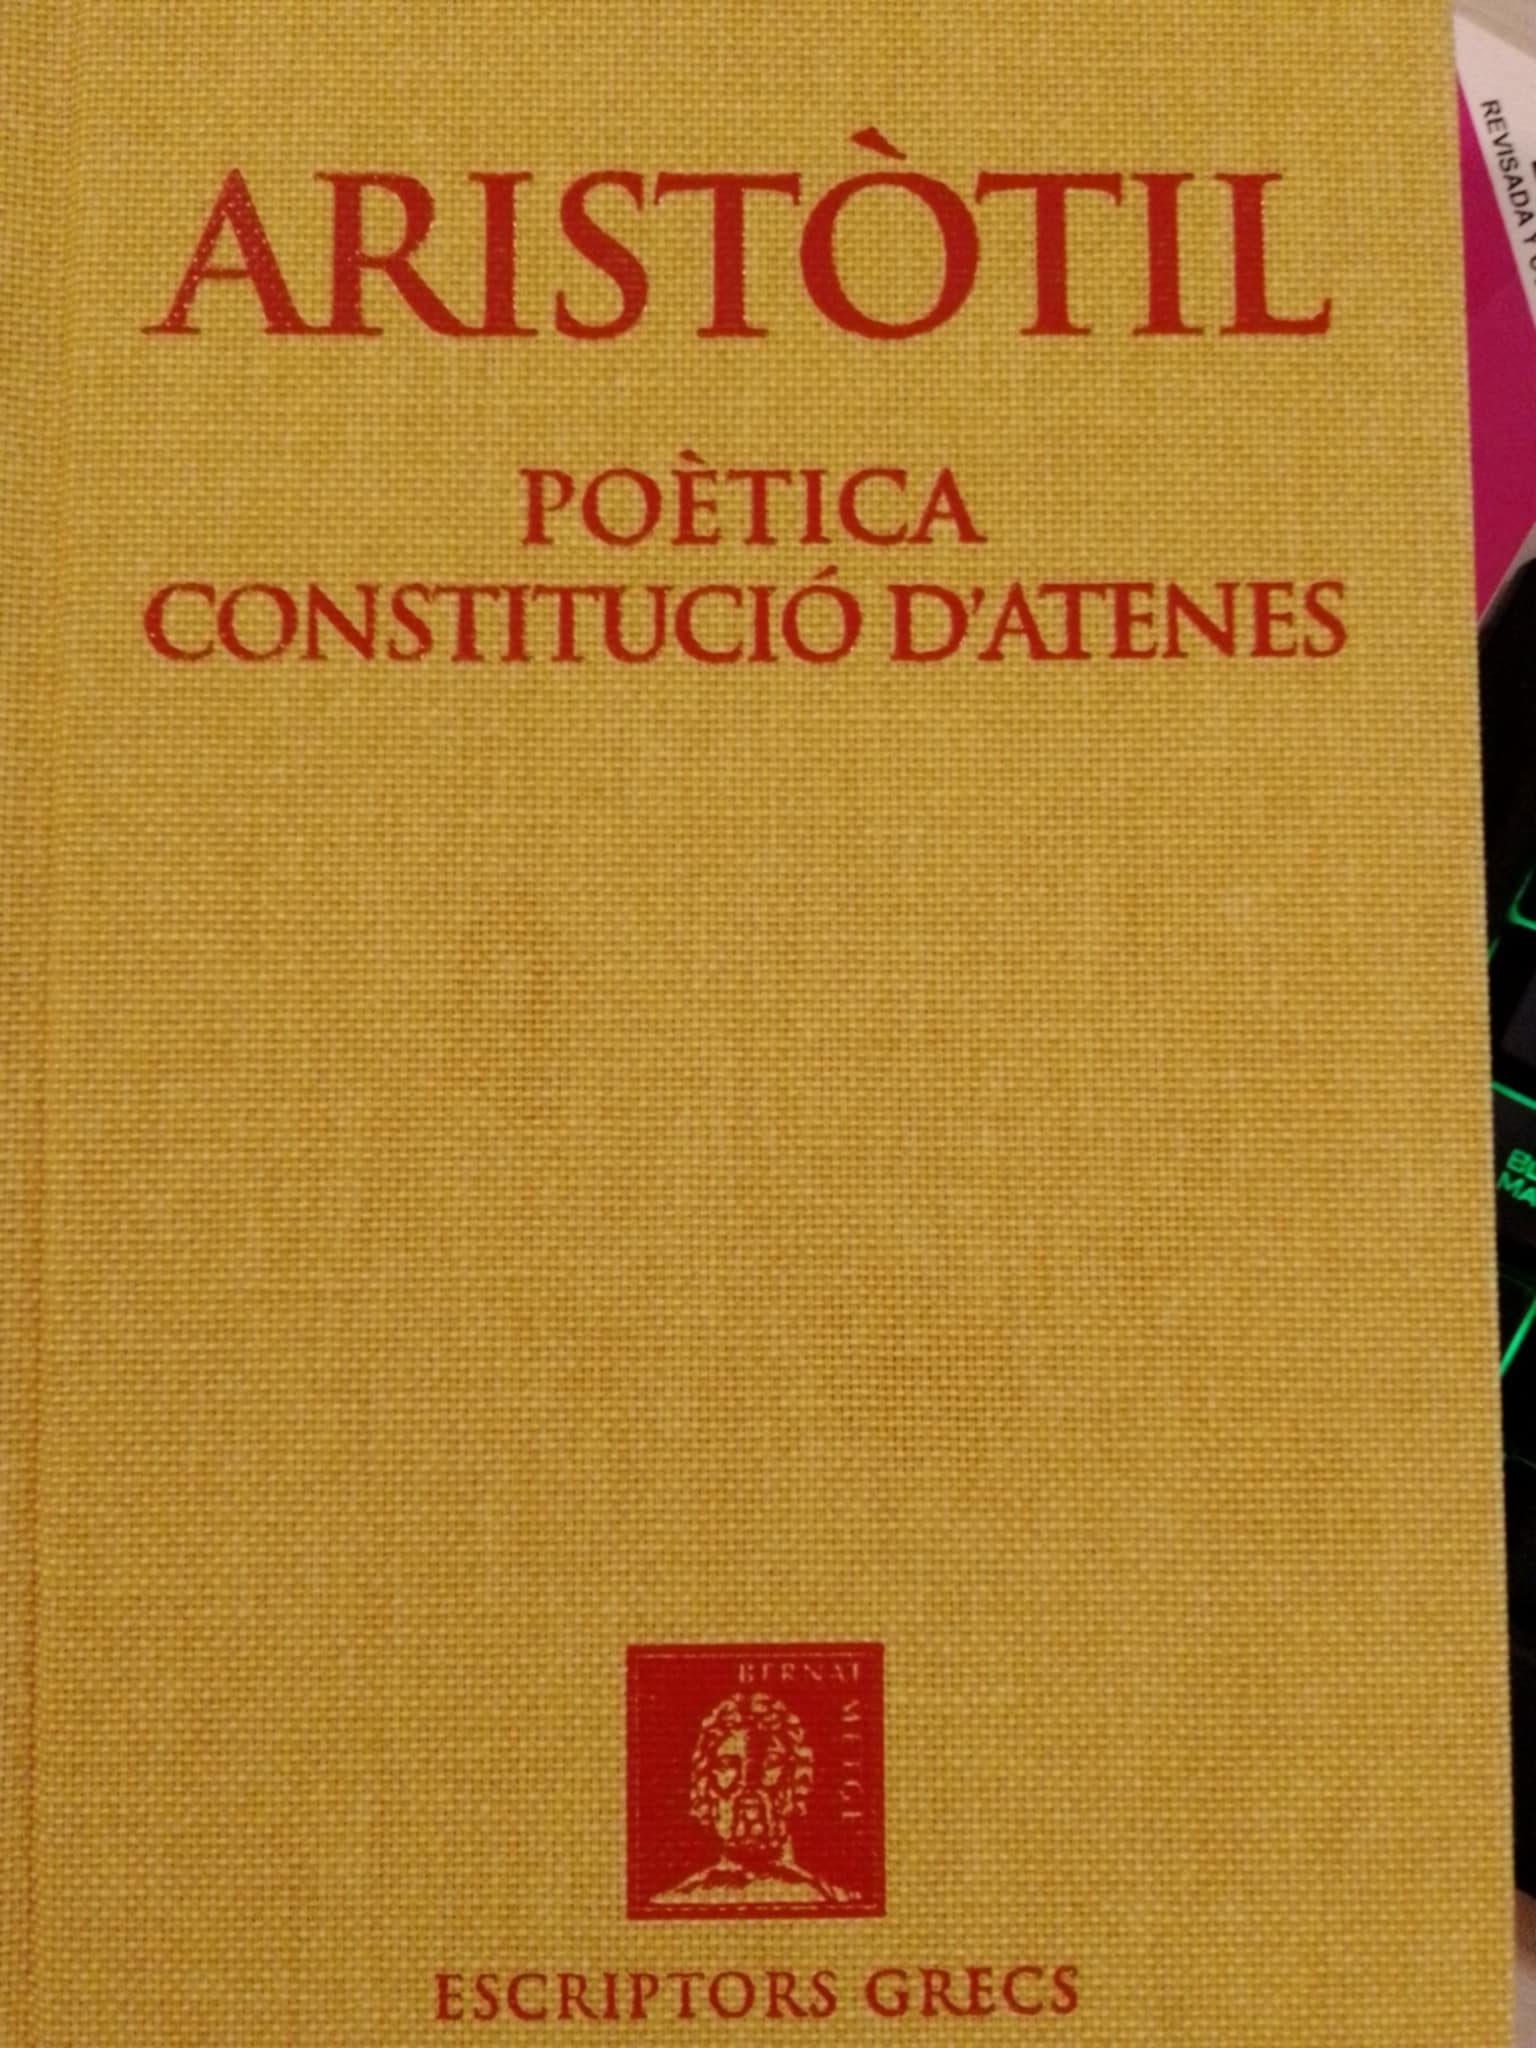 ARISTÒTIL
POÈTICA
CONSTITUCIÓ D'ATENES
BERNAT
METGE
ESCRIPTORS GRECS
REVISADA Y